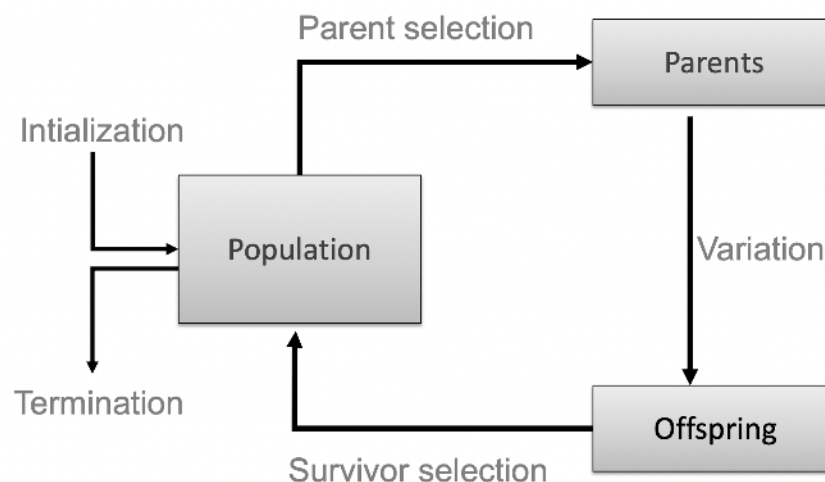 Parent selection
Parents
Intialization
Population
Variation
Termination
Offspring
Survivor selection